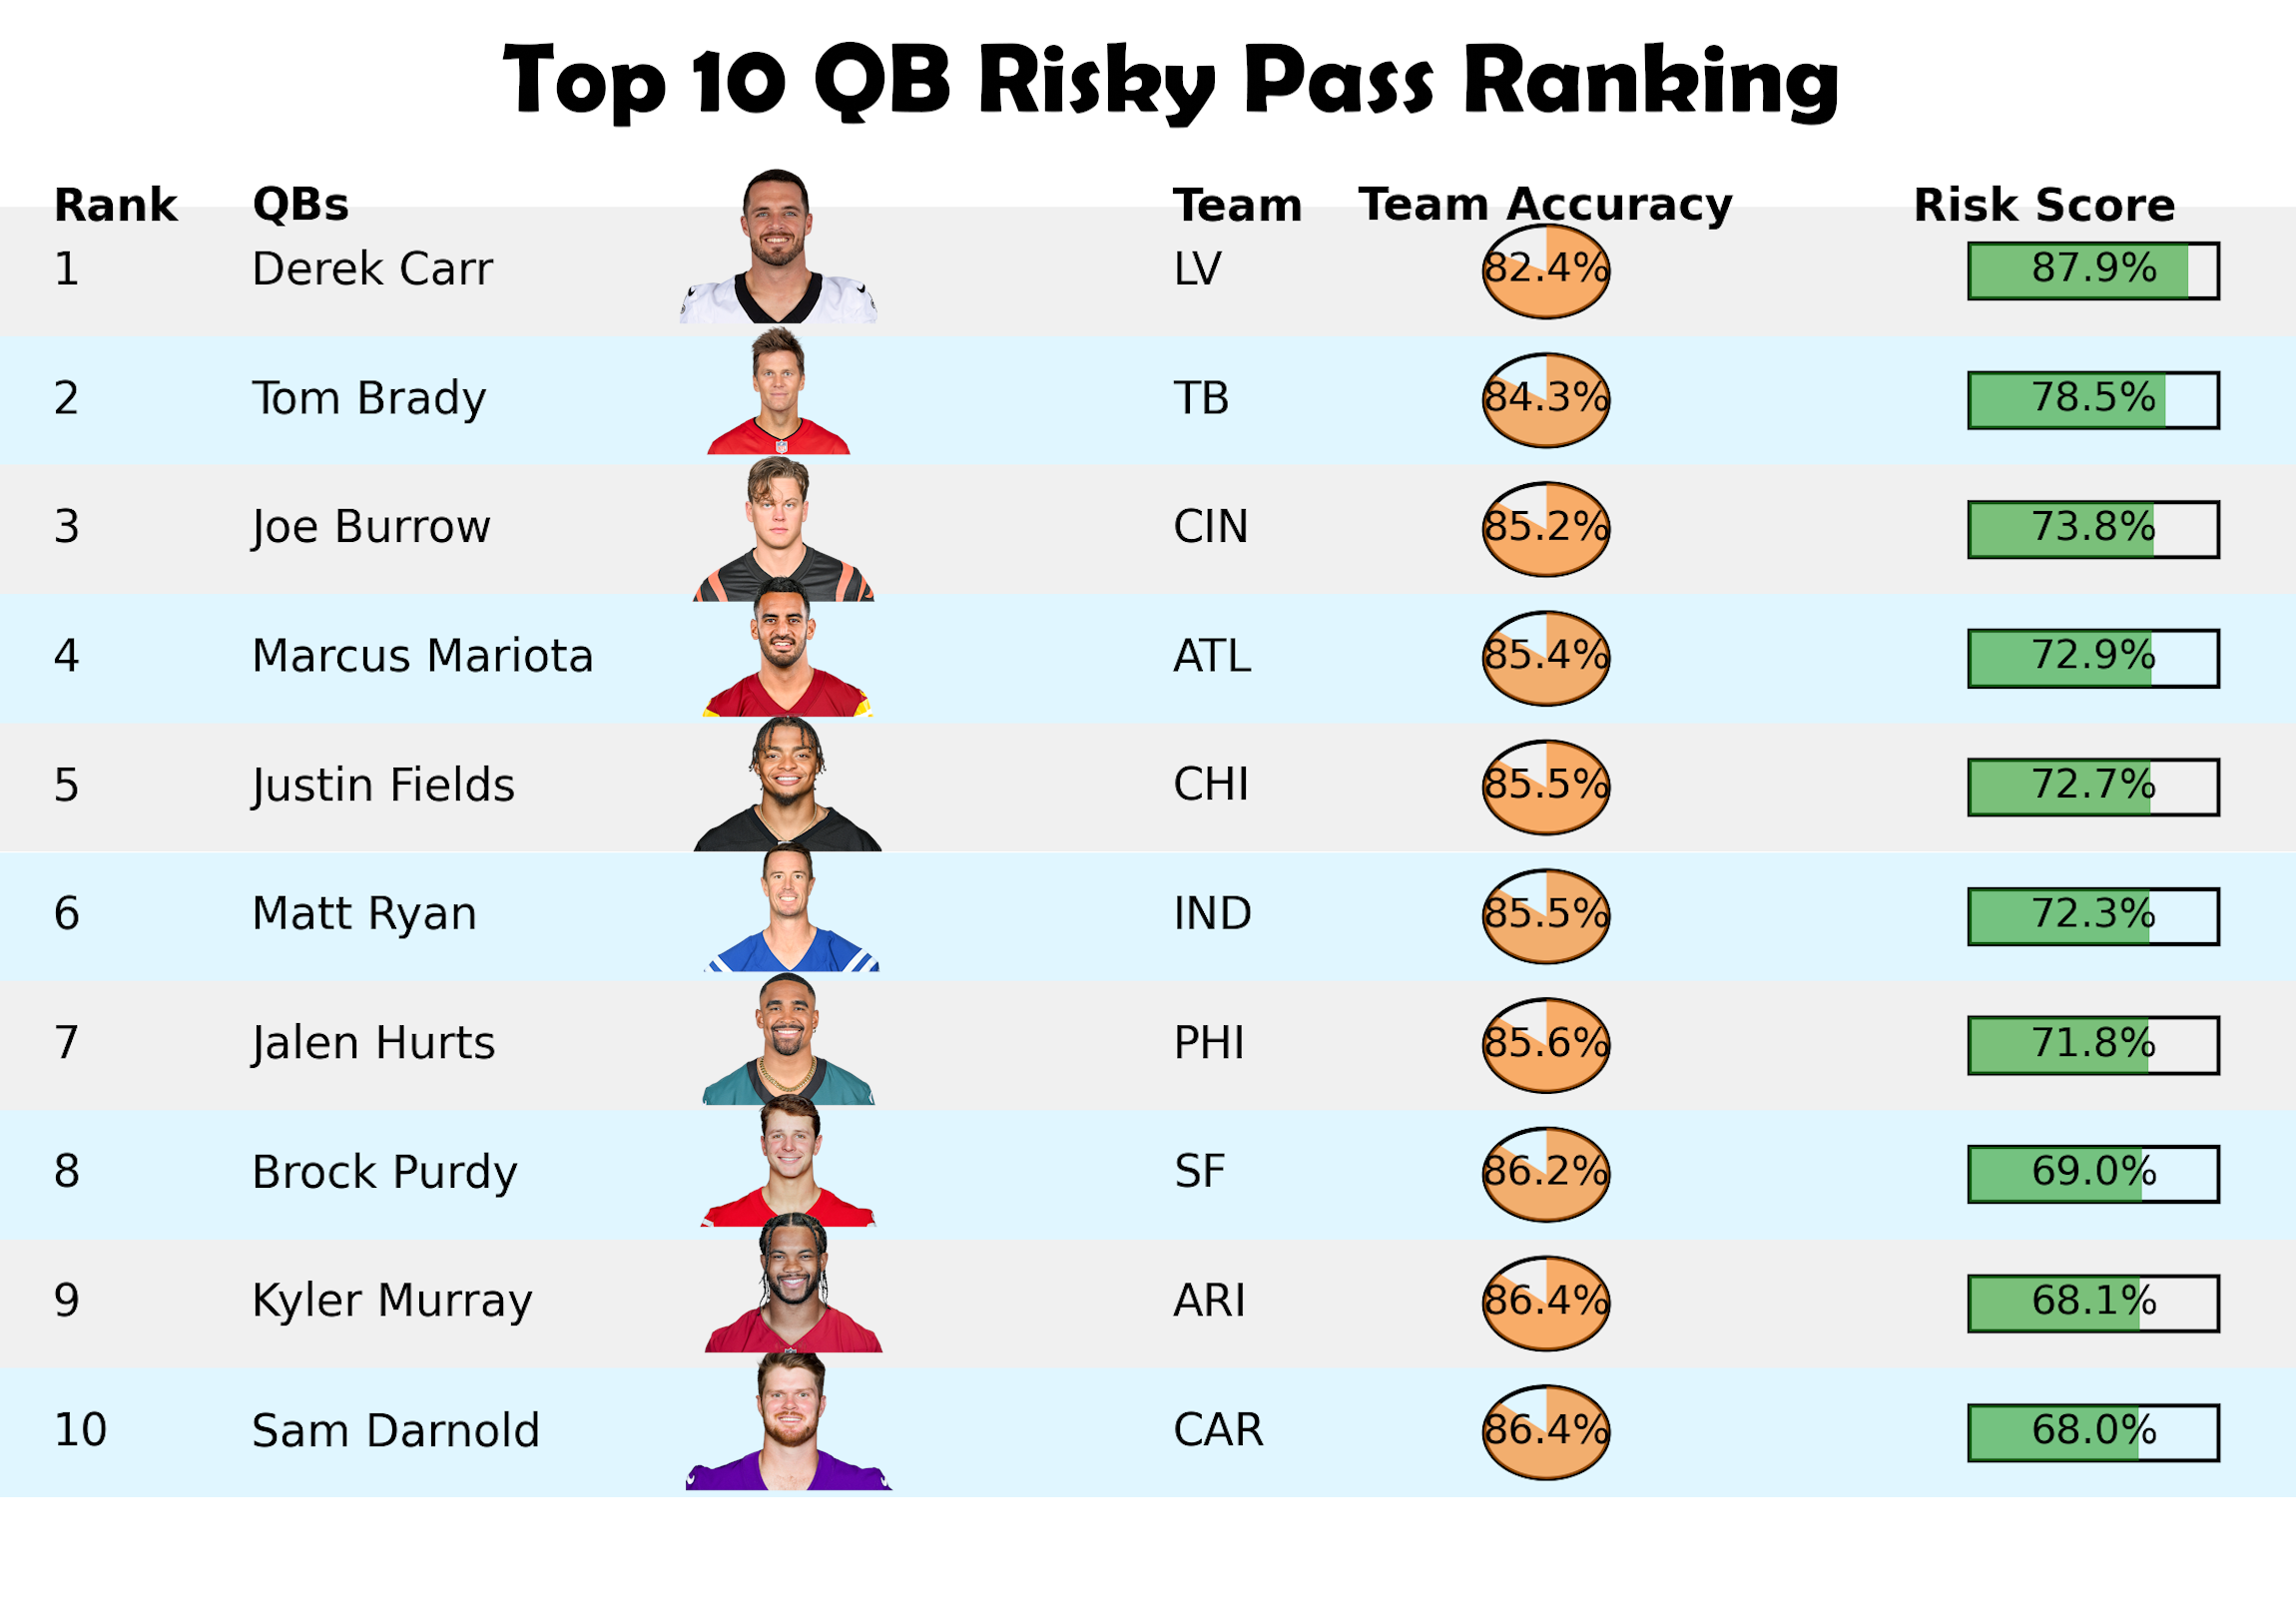 Top 10 QB Risky Pass Ranking
Rank QBs Team Team Accuracy Risk Score
1 Derek Carr LV 82.4% 87.9%
2 Tom Brady TB 84.3% 78.5%
3 Joe Burrow CIN 85.2% 73.8%
4 Marcus Mariota ATL 85.4% 72.9%
5 Justin Fields CHI 85.5% 72.7%
6 Matt Ryan IND 85.5% 72.3%
7 Jalen Hurts PHI 85.6% 71.8%
8 Brock Purdy SF 86.2% 69.0%
9 Kyler Murray ARI 86.4% 68.1%
10 Sam Darnold CAR 86.4% 68.0%